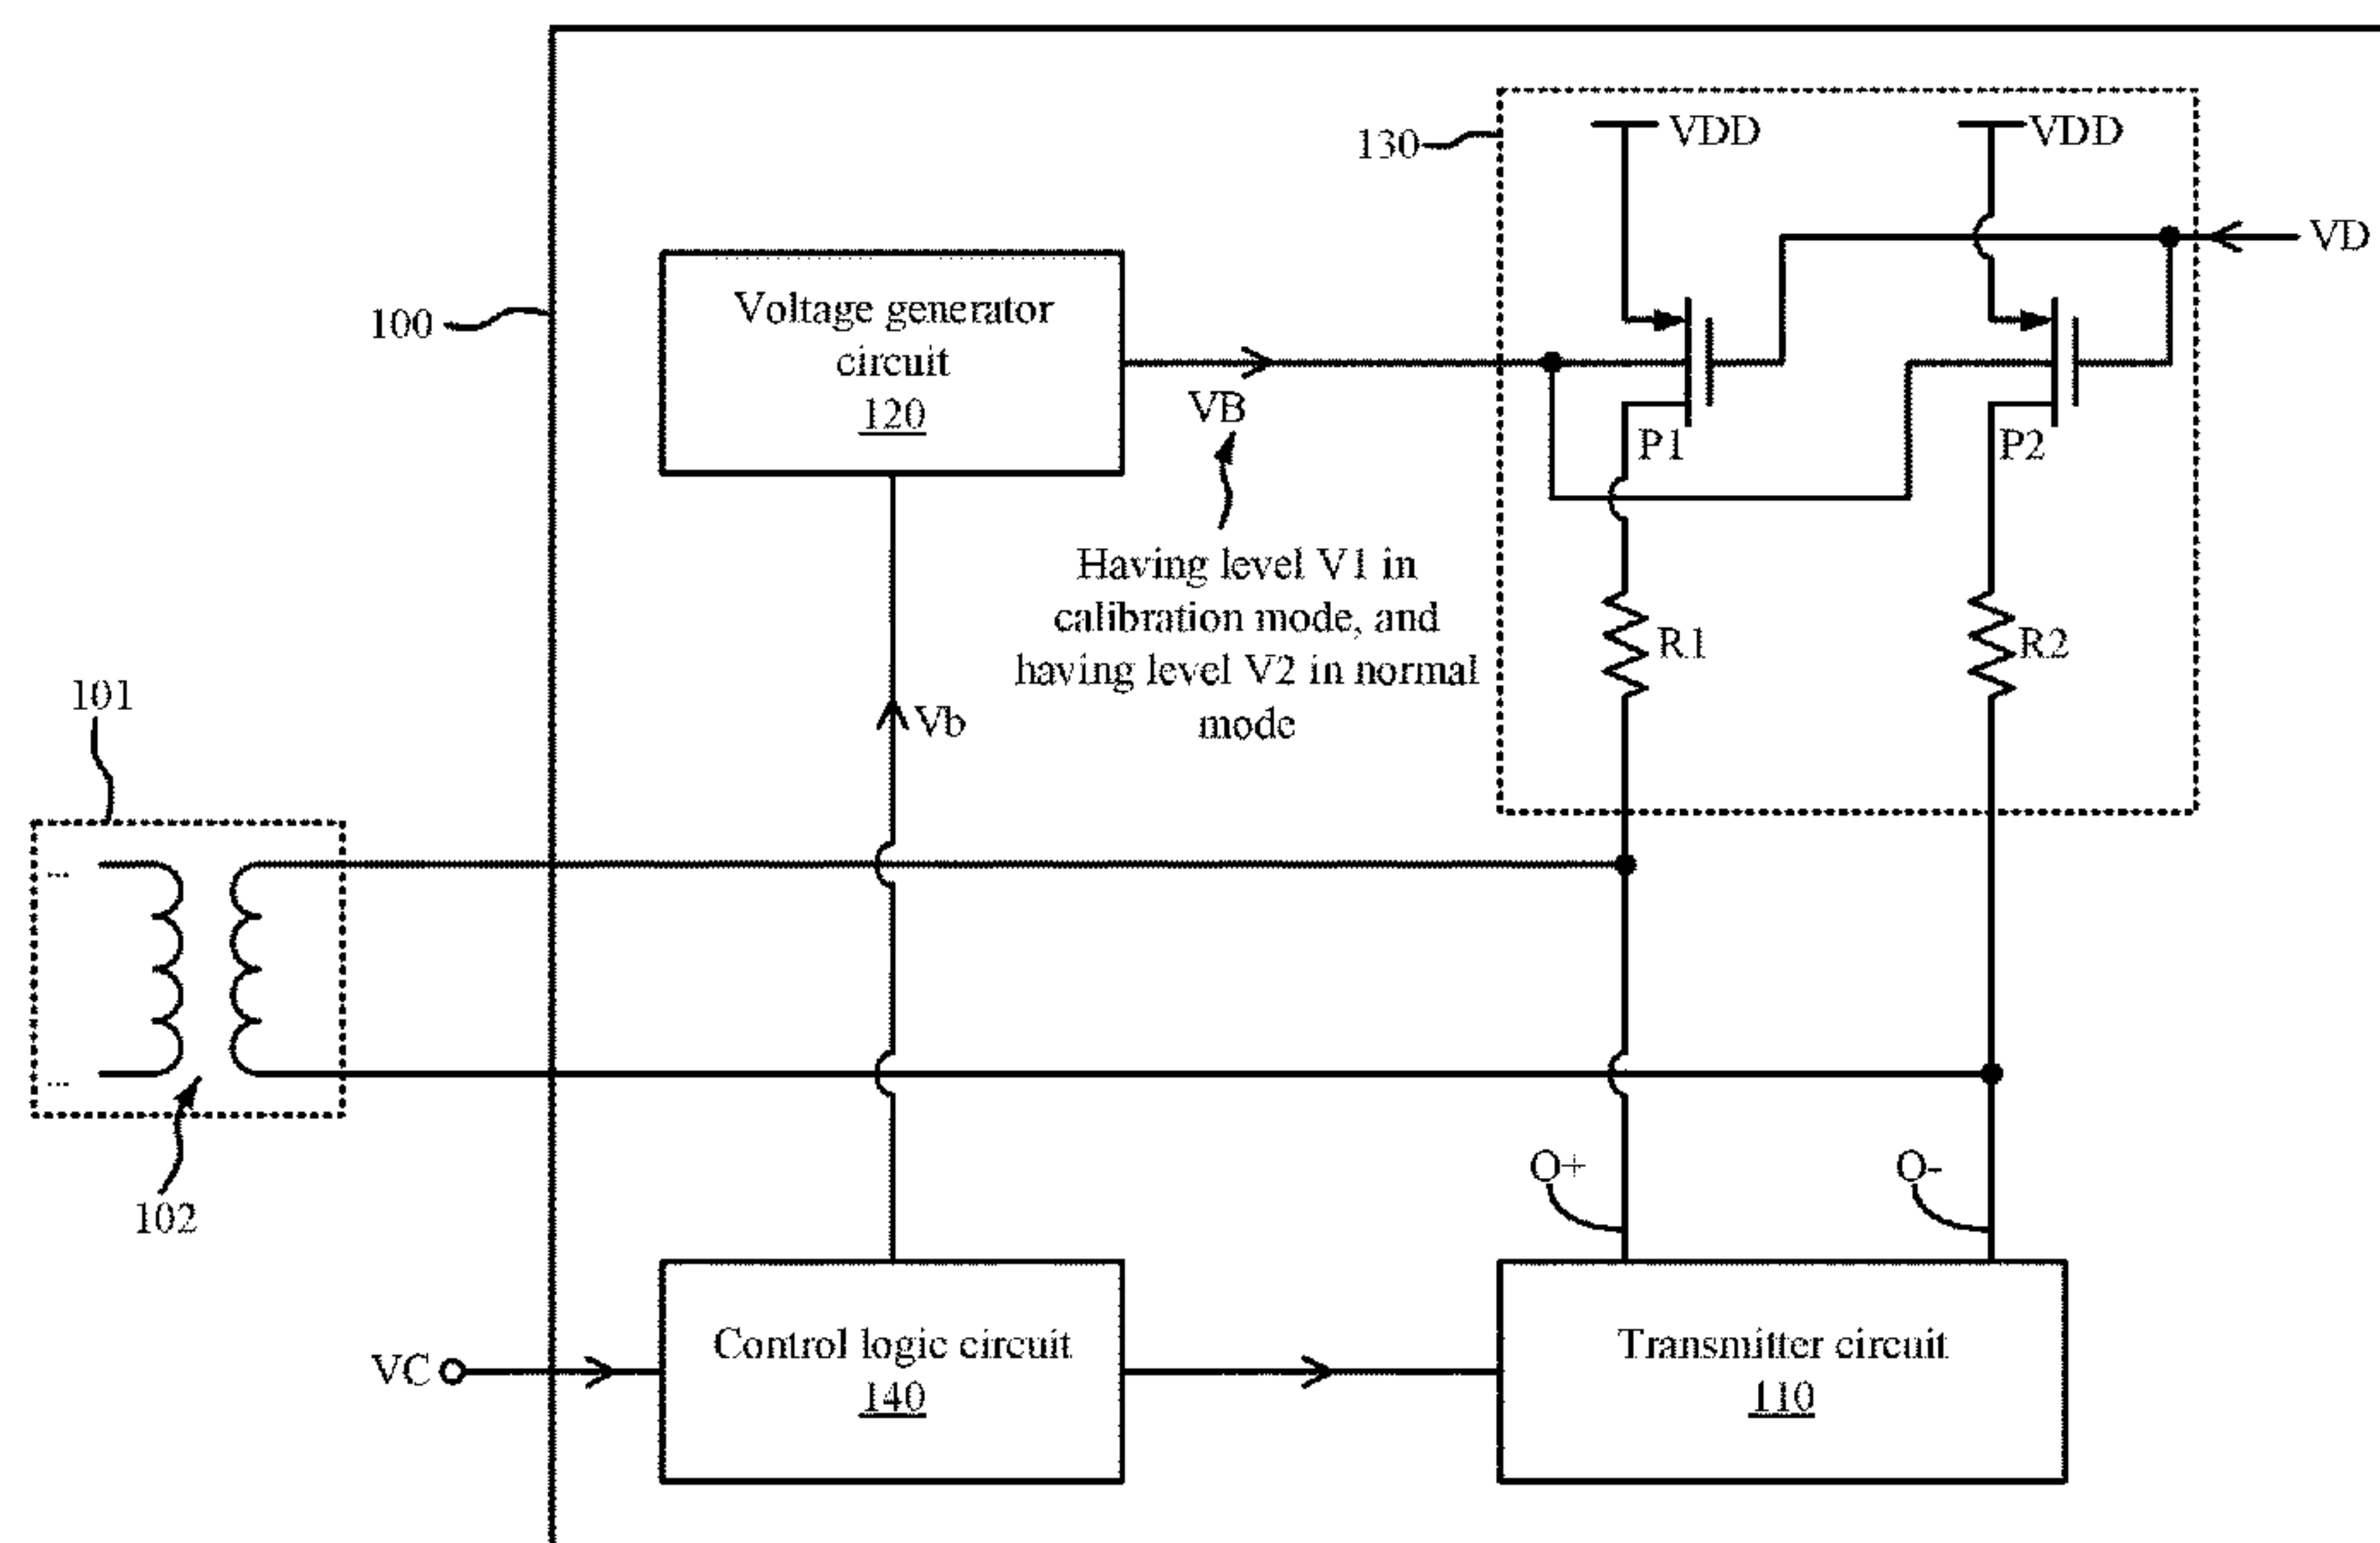 130
VDD
VDD
VD
100
Voltage generator
circuit
120
VB
P1
P2
Having level V1 in
calibration mode, and
having level V2 in normal
mode
R1
R2
101
Vb
...
...
102
O+
O-
VC
Control logic circuit
140
Transmitter circuit
110